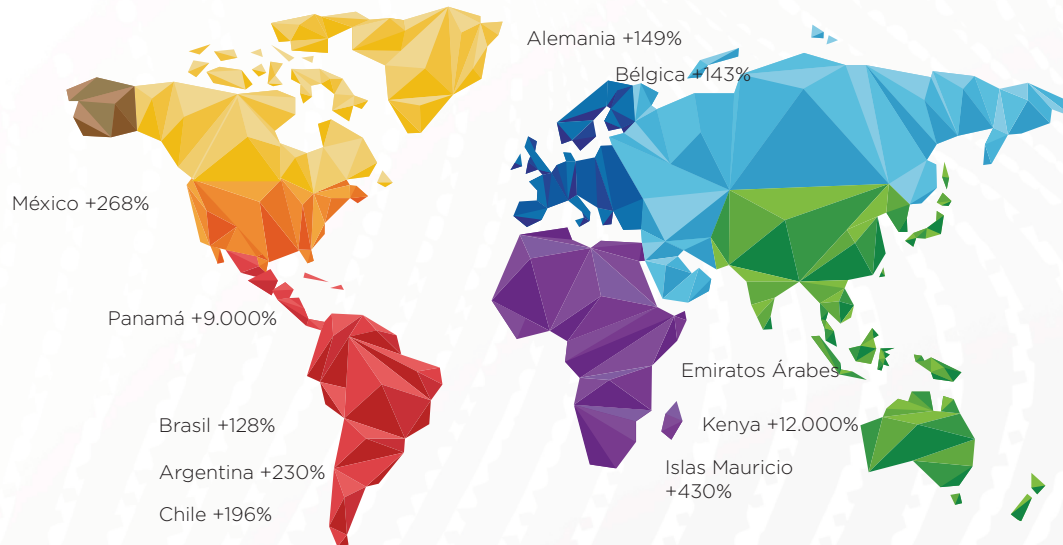 Alemania +149%
Bélgica +143%
México +268%
Panamá +9.000%
Emiratos Árabes
Brasil +128%
Kenya +12.000%
Argentina +230%
Islas Mauricio
+430%
Chile +196%